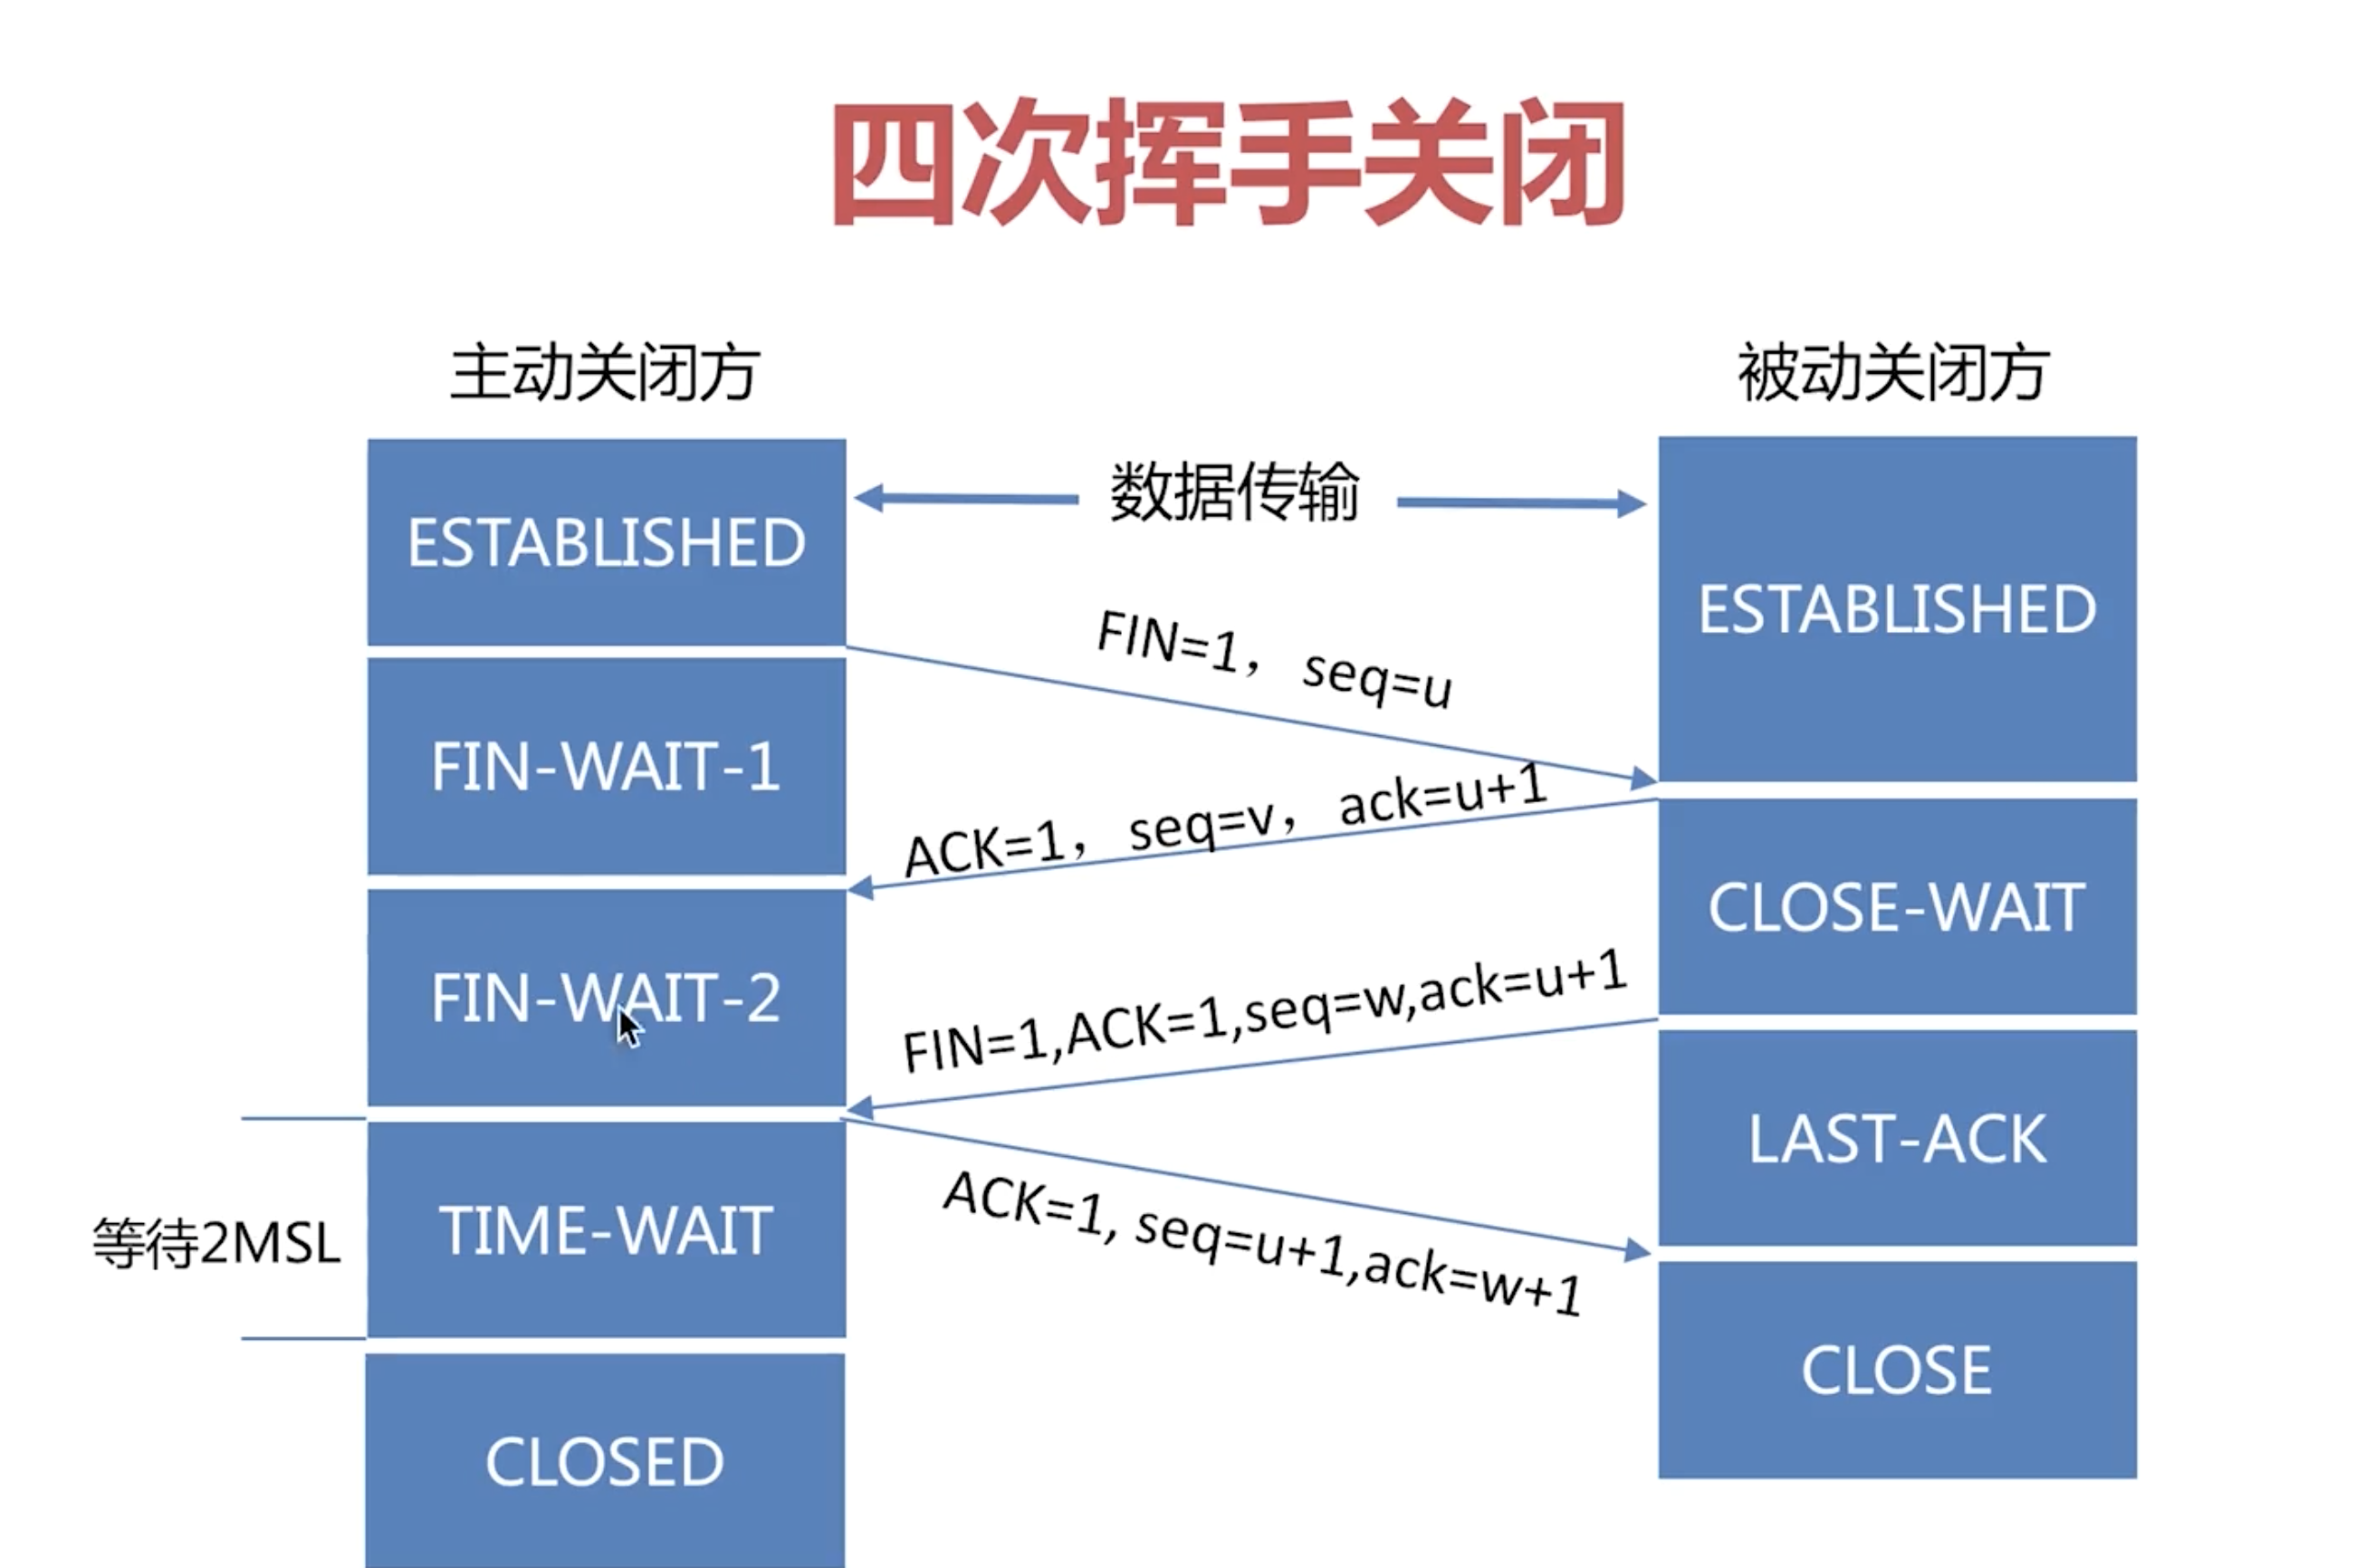 四次挥手关闭
主动关闭方
被动关闭方
数据传输
ESTABLISHED
ESTABLISHED
FIN=1，seq=u
FIN-WAIT-1
ACK=1，seq=v，ack=u+1
CLOSE-WAIT
FIN-WAIT-2
FIN=1,ACK=1,seq=w,ack=u+1
LAST-ACK
等待2MSL
TIME-WAIT
ACK=1, seq=u+1,ack=w+1
CLOSE
CLOSED